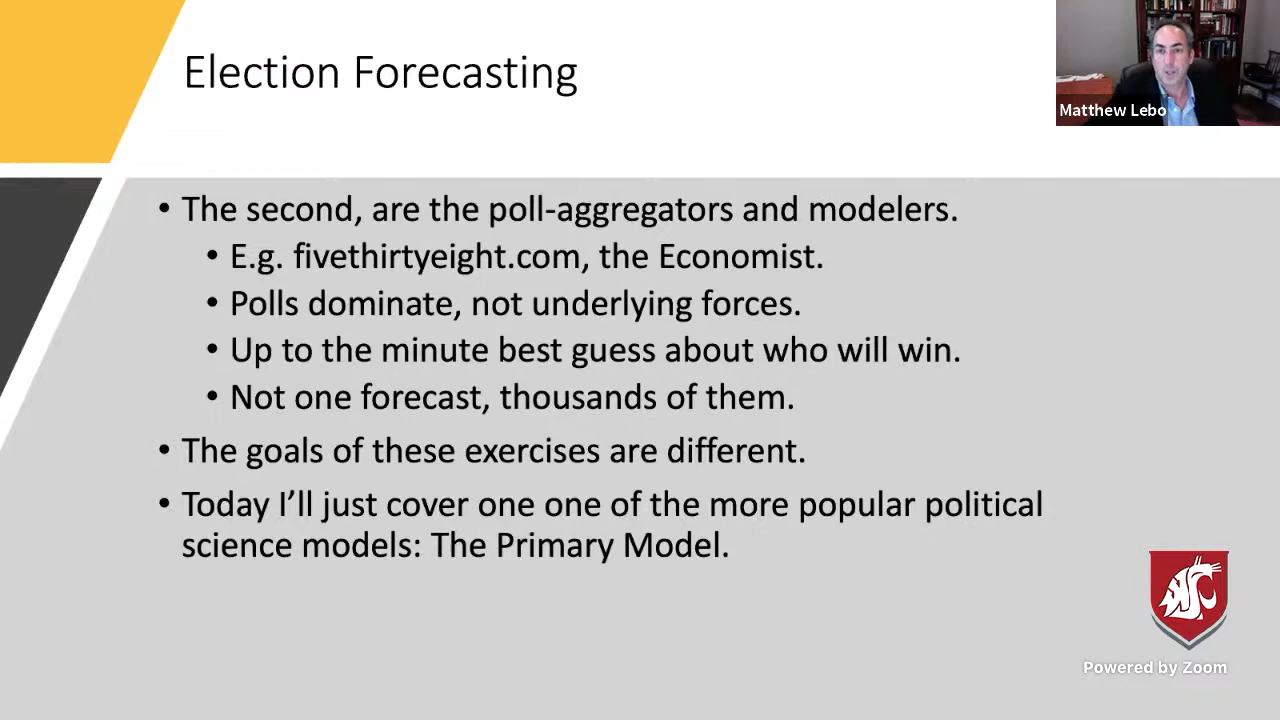 Election Forecasting
Matthew Lebo
• The second, are the poll-aggregators and modelers.
• E.g. fivethirtyeight.com, the Economist.
• Polls dominate, not underlying forces.
• Up to the minute best guess about who will win.
• Not one forecast, thousands of them.
• The goals of these exercises are different.
• Today I’ll just cover one one of the more popular political
science models: The Primary Model.
Powered by Zoom